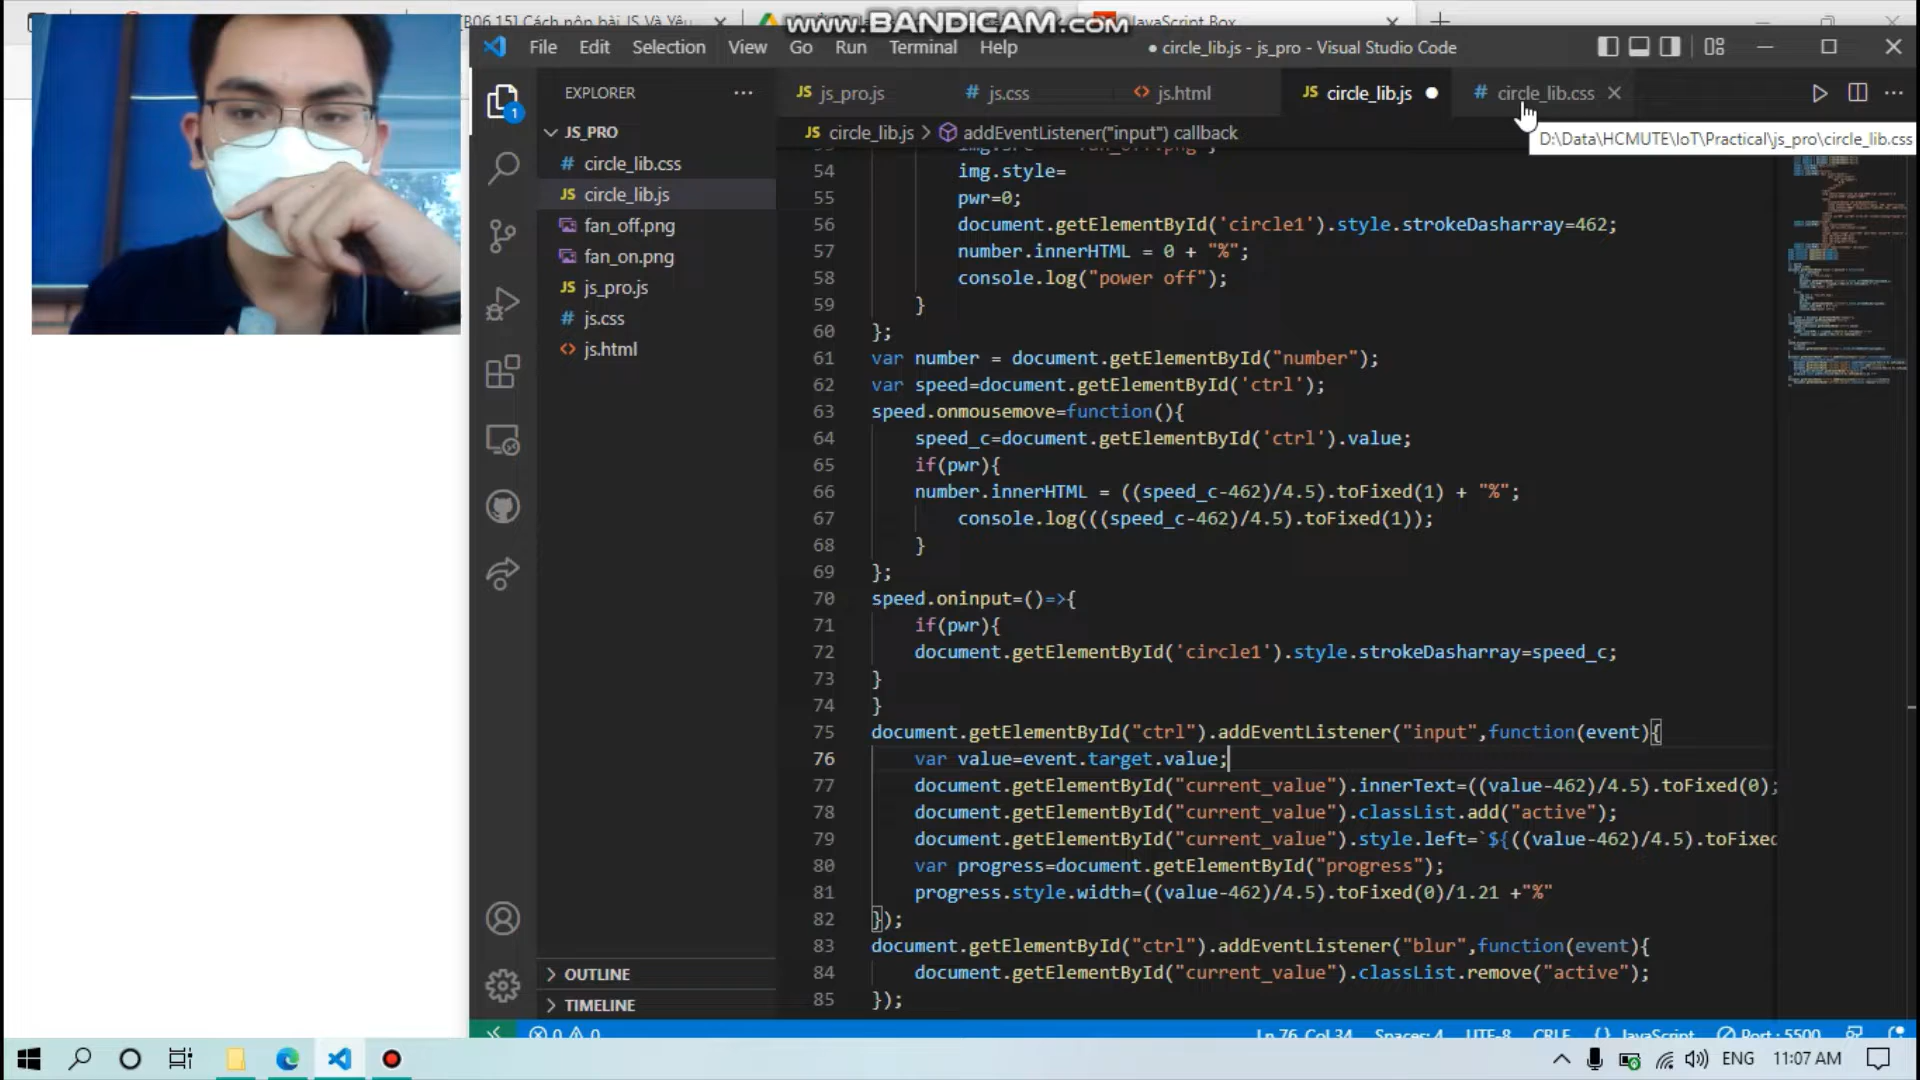 [B06.15] Cách nộp bài JS Và Yêu
JavaScript Box
www.BANDICAM.com
File Edit Selection View Go Run Terminal Help
● circle_lib.js - js_pro - Visual Studio Code
EXPLORER
JS js_pro.js
# js.css
<> js.html
JS circle_lib.js ●
# circle_lib.css
JS circle_lib.js > addEventListener("input") callback
D:\Data\HCMUTE\IoT\Practical\js_pro\circle_lib.css
1
JS_PRO
# circle_lib.css
JS circle_lib.js
fan_off.png
fan_on.png
JS js_pro.js
# js.css
<> js.html
OUTLINE
TIMELINE
54 img.style=
55 pwr=0;
56 document.getElementById('circle1').style.strokeDasharray=462;
57 number.innerHTML = 0 + "%";
58 console.log("power off");
59 }
60 };
61 var number = document.getElementById("number");
62 var speed=document.getElementById('ctrl');
63 speed.onmousemove=function(){
64 speed_c=document.getElementById('ctrl').value;
65 if(pwr){
66 number.innerHTML = ((speed_c-462)/4.5).toFixed(1) + "%";
67 console.log(((speed_c-462)/4.5).toFixed(1));
68 }
69 };
70 speed.oninput=()=>{
71 if(pwr){
72 document.getElementById('circle1').style.strokeDasharray=speed_c;
73 }
74 }
75 document.getElementById("ctrl").addEventListener("input",function(event){
76 var value=event.target.value;
77 document.getElementById("current_value").innerText=((value-462)/4.5).toFixed(0);
78 document.getElementById("current_value").classList.add("active");
79 document.getElementById("current_value").style.left=`${((value-462)/4.5).toFixed
80 var progress=document.getElementById("progress");
81 progress.style.width=((value-462)/4.5).toFixed(0)/1.21 +"%"
82 });
83 document.getElementById("ctrl").addEventListener("blur",function(event){
84 document.getElementById("current_value").classList.remove("active");
85 });
0 0
Ln 76, Col 34 Spaces: 4 UTF-8 CRLF {} JavaScript Port : 5500
ENG 11:07 AM